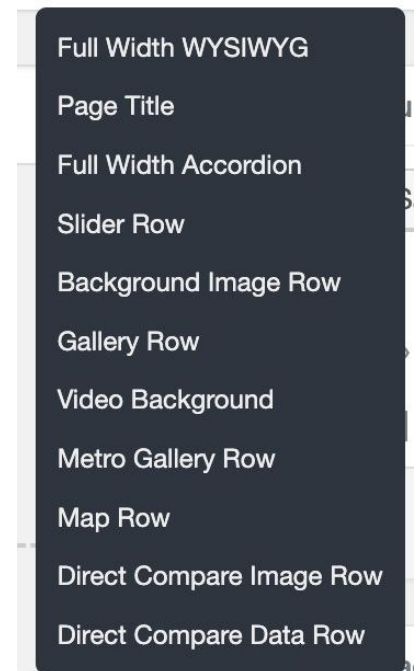 Full Width WYSIWYG
Page Title
Full Width Accordion
Slider Row
Background Image Row
Gallery Row
Video Background
Metro Gallery Row
Map Row
Direct Compare Image Row
Direct Compare Data Row